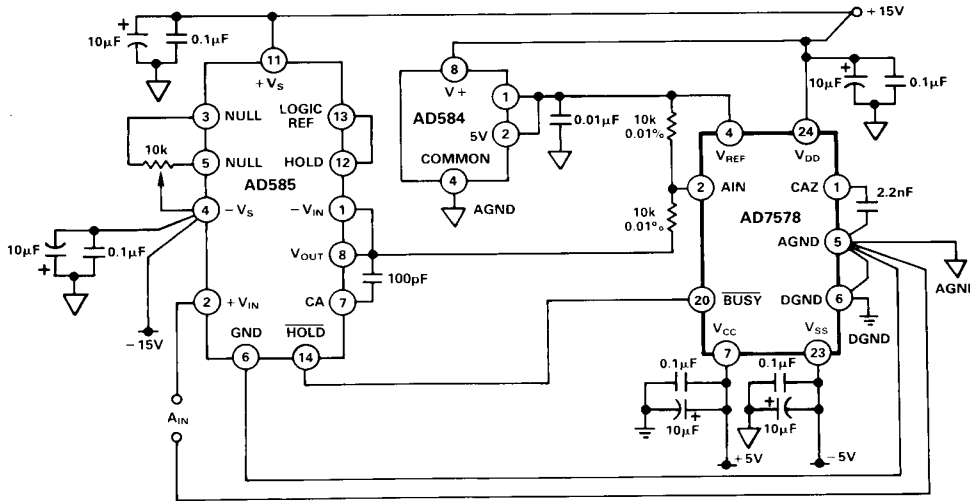 +15V
10μF
+
0.1μF
11
+VS
3
NULL
LOGIC
REF
13
10k
5
NULL
HOLD
12
AD585
4
−VS
−VIN
1
10μF
+
0.1μF
VOUT
8
100pF
2
+VIN
CA
7
−15V
GND
HOLD
6
14
AIN
8
V+
1
AD584
5V
2
COMMON
4
AGND
0.01μF
10k
0.01%
10k
0.01%
+
10μF
0.1μF
4
VREF
24
VDD
2
AIN
CAZ
1
2.2nF
AD7578
AGND
5
AGND
20
BUSY
DGND
6
DGND
VCC
7
VSS
23
0.1μF
+
10μF
0.1μF
+
10μF
+5V
−5V